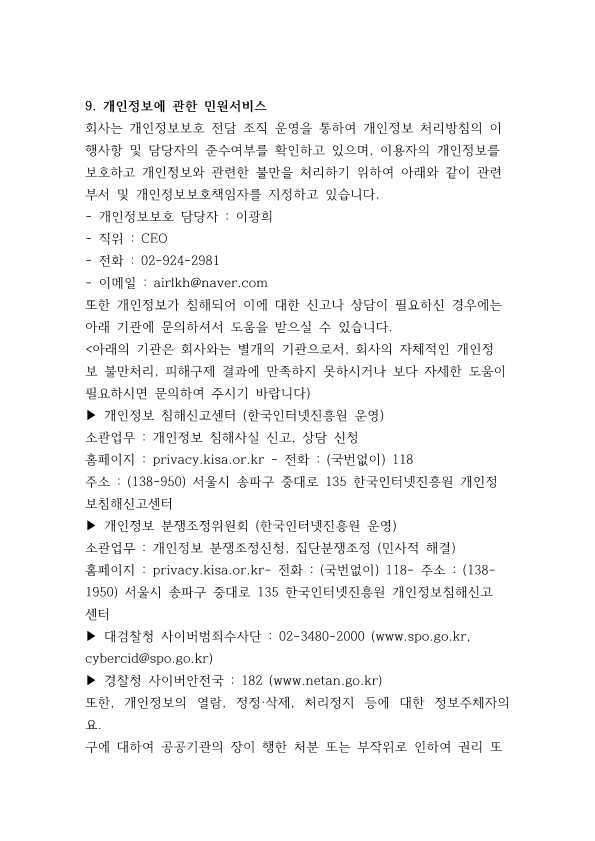 9. 개인정보에 관한 민원서비스
회사는 개인정보보호 전담 조직 운영을 통하여 개인정보 처리방침의 이
행사항 및 담당자의 준수여부를 확인하고 있으며, 이용자의 개인정보를
보호하고 개인정보와 관련한 불만을 처리하기 위하여 아래와 같이 관련
부서 및 개인정보보호책임자를 지정하고 있습니다.
- 개인정보보호 담당자 : 이광희
- 직위 : CEO
- 전화 : 02-924-2981
- 이메일 : airlkh@naver.com
또한 개인정보가 침해되어 이에 대한 신고나 상담이 필요하신 경우에는
아래 기관에 문의하셔서 도움을 받으실 수 있습니다.
<아래의 기관은 회사와는 별개의 기관으로서, 회사의 자체적인 개인정
보 불만처리, 피해구제 결과에 만족하지 못하시거나 보다 자세한 도움이
필요하시면 문의하여 주시기 바랍니다)
▶ 개인정보 침해신고센터 (한국인터넷진흥원 운영)
소관업무 : 개인정보 침해사실 신고, 상담 신청
홈페이지 : privacy.kisa.or.kr - 전화 : (국번없이) 118
주소 : (138-950) 서울시 송파구 중대로 135 한국인터넷진흥원 개인정
보침해신고센터
▶ 개인정보 분쟁조정위원회 (한국인터넷진흥원 운영)
소관업무 : 개인정보 분쟁조정신청, 집단분쟁조정 (민사적 해결)
홈페이지 : privacy.kisa.or.kr- 전화 : (국번없이) 118- 주소 : (138-
1950) 서울시 송파구 중대로 135 한국인터넷진흥원 개인정보침해신고
센터
▶ 대검찰청 사이버범죄수사단 : 02-3480-2000 (www.spo.go.kr,
cybercid@spo.go.kr)
▶ 경찰청 사이버안전국 : 182 (www.netan.go.kr)
또한, 개인정보의 열람, 정정·삭제, 처리정지 등에 대한 정보주체자의
요.
구에 대하여 공공기관의 장이 행한 처분 또는 부작위로 인하여 권리 또